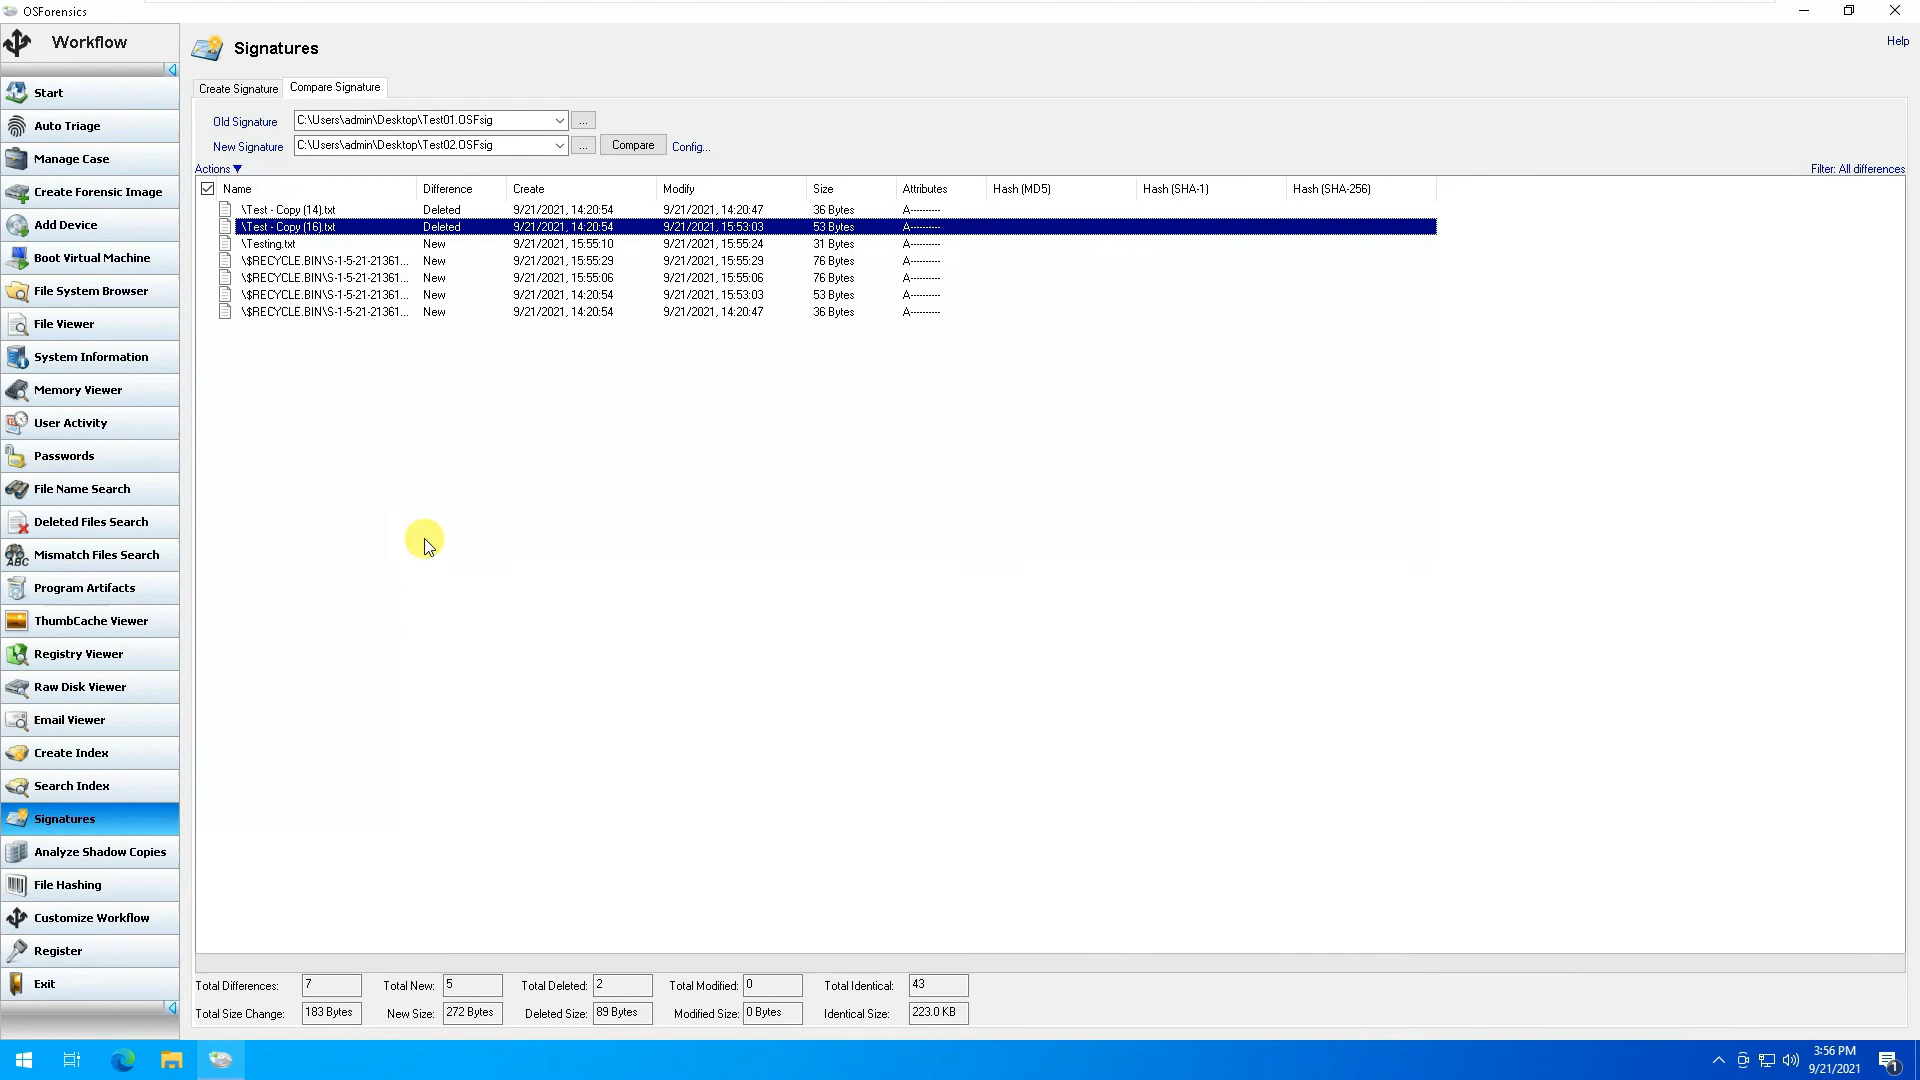 OSForensics
Workflow
Start
Auto Triage
Manage Case
Create Forensic Image
Add Device
Boot Virtual Machine
File System Browser
File Viewer
System Information
Memory Viewer
User Activity
Passwords
File Name Search
Deleted Files Search
Mismatch Files Search
Program Artifacts
ThumbCache Viewer
Registry Viewer
Raw Disk Viewer
Email Viewer
Create Index
Search Index
Signatures
Analyze Shadow Copies
File Hashing
Customize Workflow
Register
Exit
Signatures
Help
Create Signature Compare Signature
Old Signature C:\Users\admin\Desktop\Test01.OSFsig ...
New Signature C:\Users\admin\Desktop\Test02.OSFsig ... Compare Config...
Actions Filter: All differences
Name Difference Create Modify Size Attributes Hash (MD5) Hash (SHA-1) Hash (SHA-256)
\Test - Copy (14).txt Deleted 9/21/2021, 14:20:54 9/21/2021, 14:20:47 36 Bytes A----------
\Test - Copy (16).txt Deleted 9/21/2021, 14:20:54 9/21/2021, 15:53:03 53 Bytes A----------
\Testing.txt New 9/21/2021, 15:55:10 9/21/2021, 15:55:24 31 Bytes A----------
\$RECYCLE.BIN\S-1-5-21-21361... New 9/21/2021, 15:55:29 9/21/2021, 15:55:29 76 Bytes A----------
\$RECYCLE.BIN\S-1-5-21-21361... New 9/21/2021, 15:55:06 9/21/2021, 15:55:06 76 Bytes A----------
\$RECYCLE.BIN\S-1-5-21-21361... New 9/21/2021, 14:20:54 9/21/2021, 15:53:03 53 Bytes A----------
\$RECYCLE.BIN\S-1-5-21-21361... New 9/21/2021, 14:20:54 9/21/2021, 14:20:47 36 Bytes A----------
Total Differences: 7 Total New: 5 Total Deleted: 2 Total Modified: 0 Total Identical: 43
Total Size Change: 183 Bytes New Size: 272 Bytes Deleted Size: 89 Bytes Modified Size: 0 Bytes Identical Size: 223.0 KB
3:56 PM
9/21/2021
1